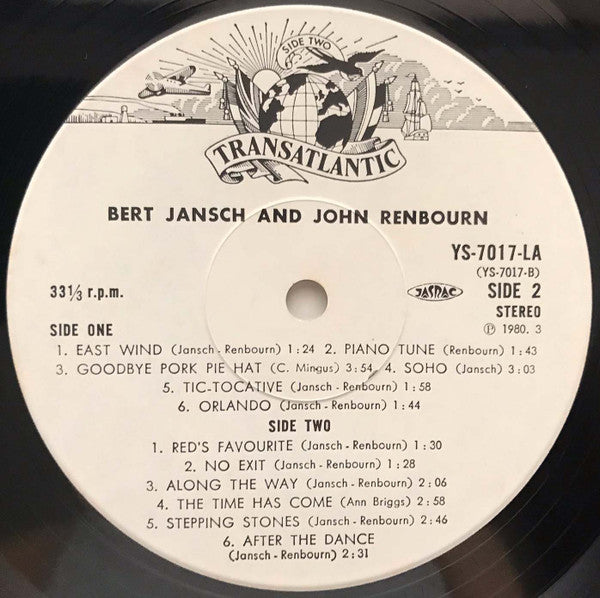 SIDE TWO
TRANSATLANTIC
BERT JANSCH AND JOHN RENBOURN
YS-7017-LA
(YS-7017-B)
33 1/3 r.p.m.
JASRAC
SIDE 2
STEREO
SIDE ONE
Ⓟ 1980. 3
1. EAST WIND (Jansch-Renbourn) 1:24 2. PIANO TUNE (Renbourn) 1:43
3. GOODBYE PORK PIE HAT (C. Mingus) 3:54 4. SOHO (Jansch) 3:03
5. TIC-TOCATIVE (Jansch-Renbourn) 1:58
6. ORLANDO (Jansch-Renbourn) 1:44
SIDE TWO
1. RED'S FAVOURITE (Jansch-Renbourn) 1:30
2. NO EXIT (Jansch-Renbourn) 1:28
3. ALONG THE WAY (Jansch-Renbourn) 2:06
4. THE TIME HAS COME (Ann Briggs) 2:58
5. STEPPING STONES (Jansch-Renbourn) 2:46
6. AFTER THE DANCE
(Jansch-Renbourn) 2:31